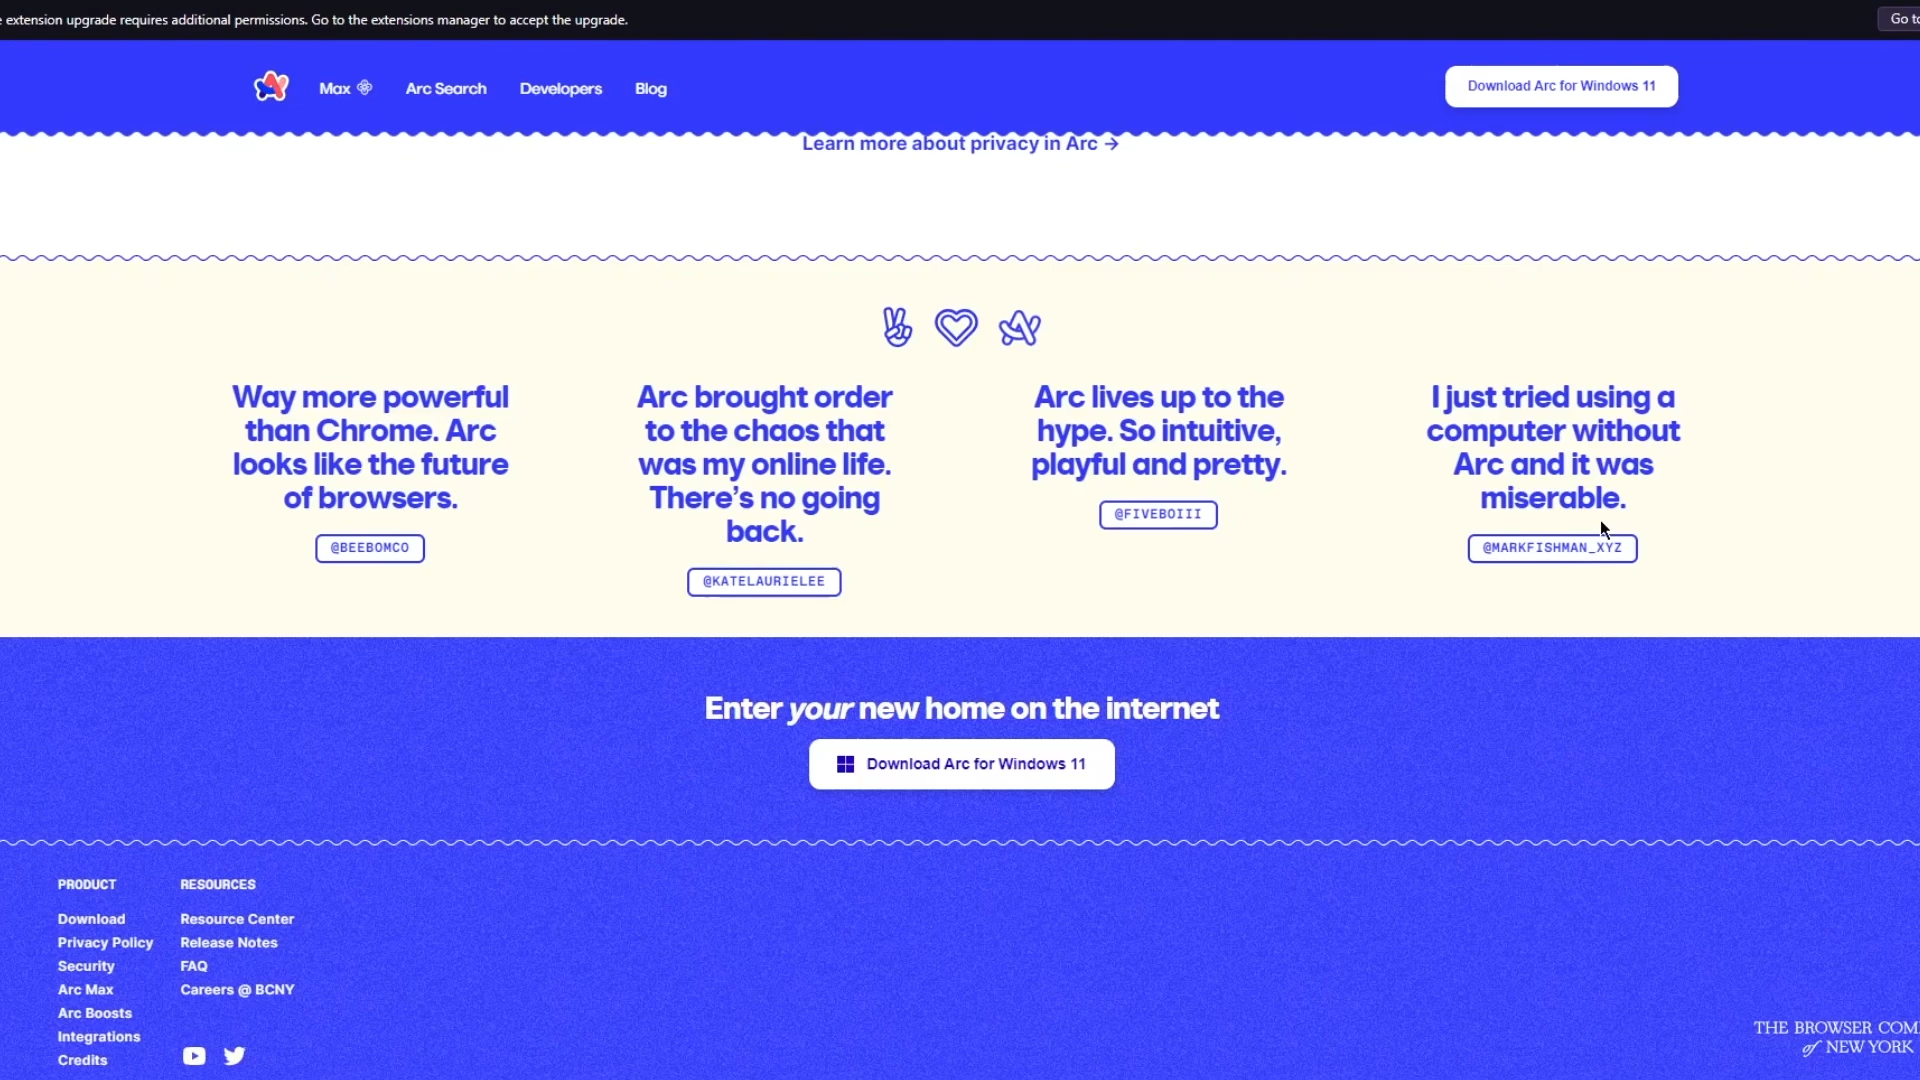 extension upgrade requires additional permissions. Go to the extensions manager to accept the upgrade.
Go to
Max
Arc Search
Developers
Blog
Download Arc for Windows 11
Learn more about privacy in Arc →
Way more powerful
than Chrome. Arc
looks like the future
of browsers.
@BEEBOMCO
Arc brought order
to the chaos that
was my online life.
There’s no going
back.
@KATELAURIELEE
Arc lives up to the
hype. So intuitive,
playful and pretty.
@FIVEBOIII
I just tried using a
computer without
Arc and it was
miserable.
@MARKFISHMAN_XYZ
Enter your new home on the internet
Download Arc for Windows 11
PRODUCT
Download
Privacy Policy
Security
Arc Max
Arc Boosts
Integrations
Credits
RESOURCES
Resource Center
Release Notes
FAQ
Careers @ BCNY
THE BROWSER
of NEW YORK